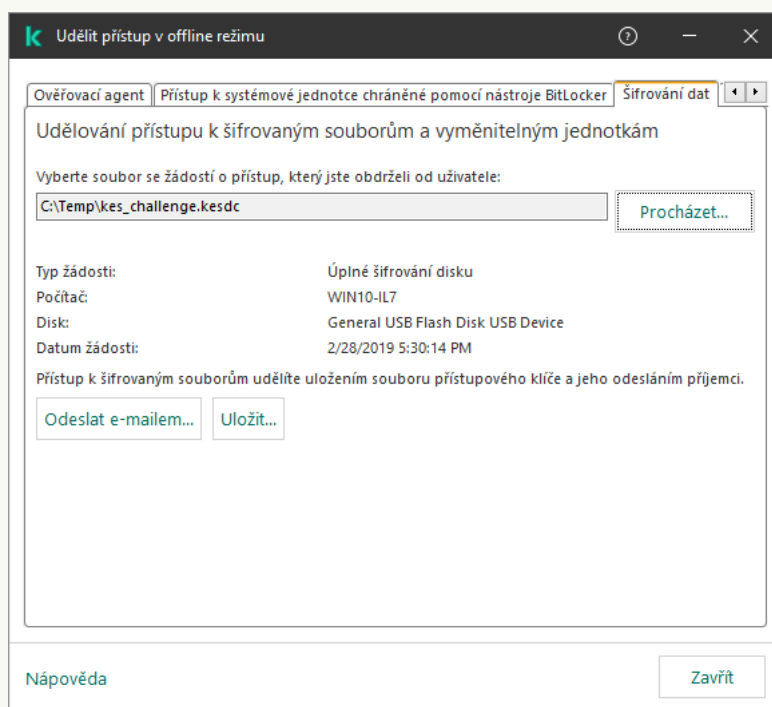 Udělit přístup v offline režimu
Ověřovací agent Přístup k systémové jednotce chráněné pomocí nástroje BitLocker Šifrování dat
Udělování přístupu k šifrovaným souborům a vyměnitelným jednotkám
Vyberte soubor se žádostí o přístup, který jste obdrželi od uživatele:
C:\Temp\kes_challenge.kesdc
Procházet...
Typ žádosti: Úplné šifrování disku
Počítač: WIN10-IL7
Disk: General USB Flash Disk USB Device
Datum žádosti: 2/28/2019 5:30:14 PM
Přístup k šifrovaným souborům udělíte uložením souboru přístupového klíče a jeho odesláním příjemci.
Odeslat e-mailem... Uložit...
Nápověda Zavřít